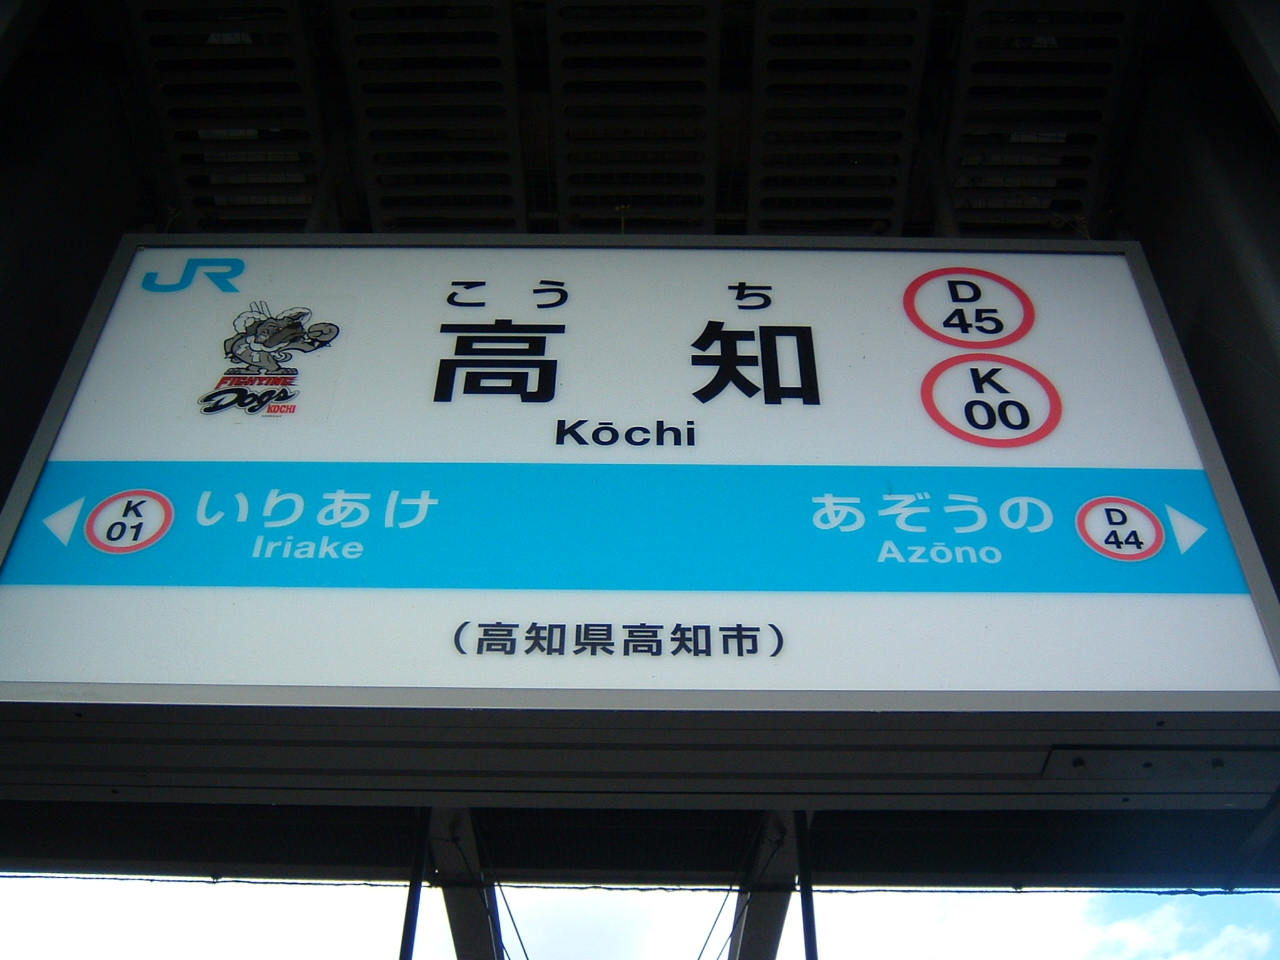 JR
FIGHTING
Dogs
KOCHI
こうち
高知
Kōchi
D
45
K
00
K
01
いりあけ
Iriake
あぞうの
Azōno
D
44
(高知県高知市)